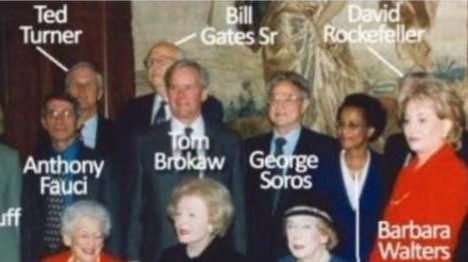 Ted
Turner
Bill
Gates Sr
David
Rockefeller
Anthony
Fauci
Tom
Brokaw
George
Soros
uff
Barbara
Walters